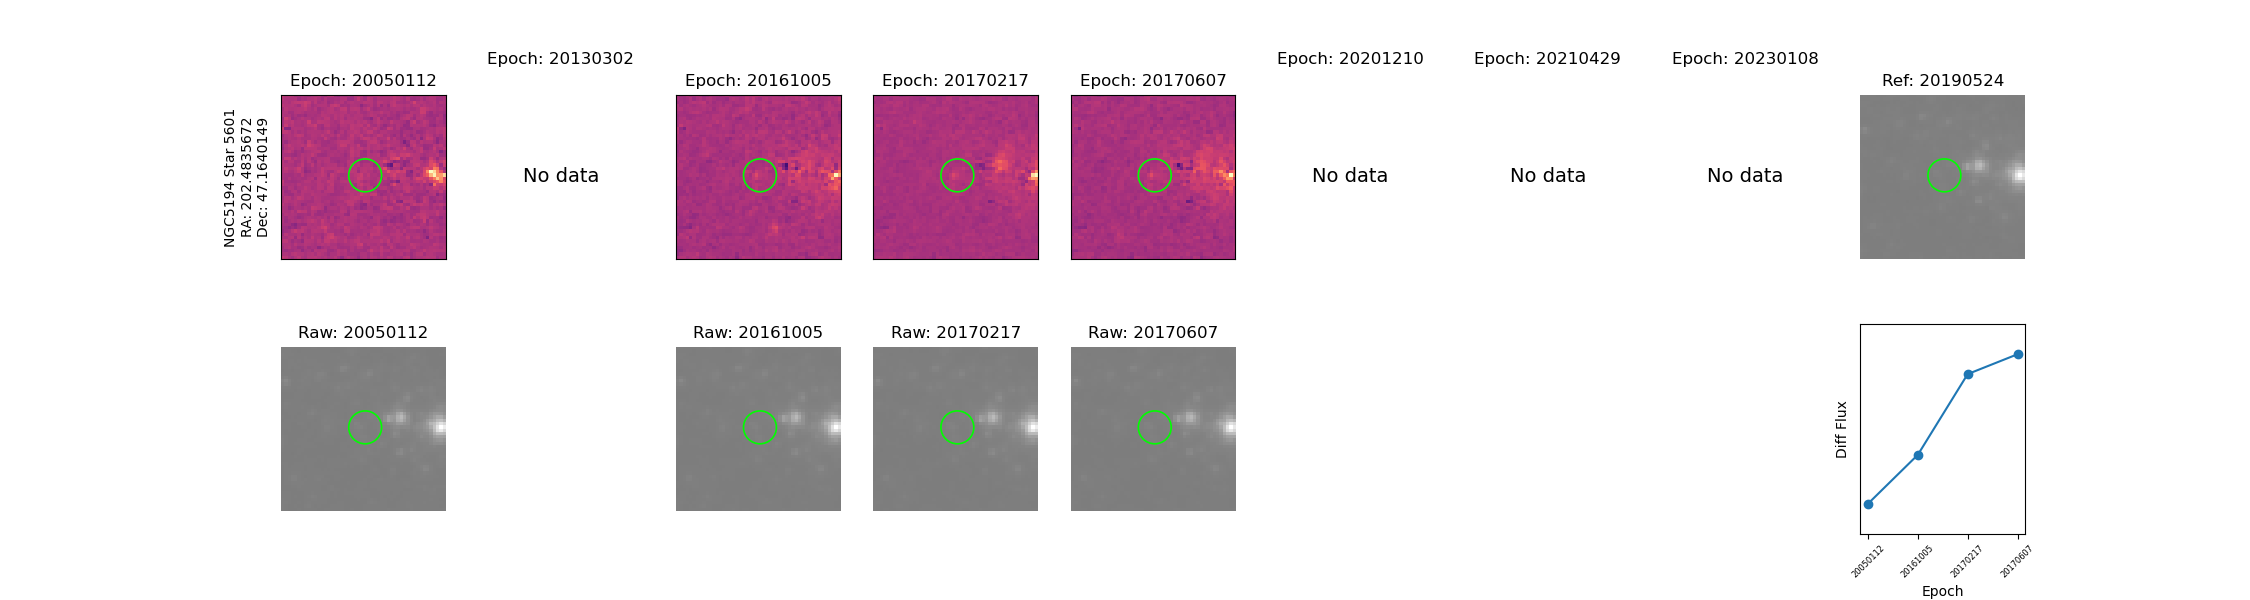 Epoch: 20050112
Epoch: 20130302
Epoch: 20161005
Epoch: 20170217
Epoch: 20170607
Epoch: 20201210
Epoch: 20210429
Epoch: 20230108
Ref: 20190524
NGC5194 Star 5601
RA: 202.4835672
Dec: 47.1640149
No data
No data
No data
No data
Raw: 20050112
Raw: 20161005
Raw: 20170217
Raw: 20170607
Diff Flux
20050112
20161005
20170217
20170607
Epoch